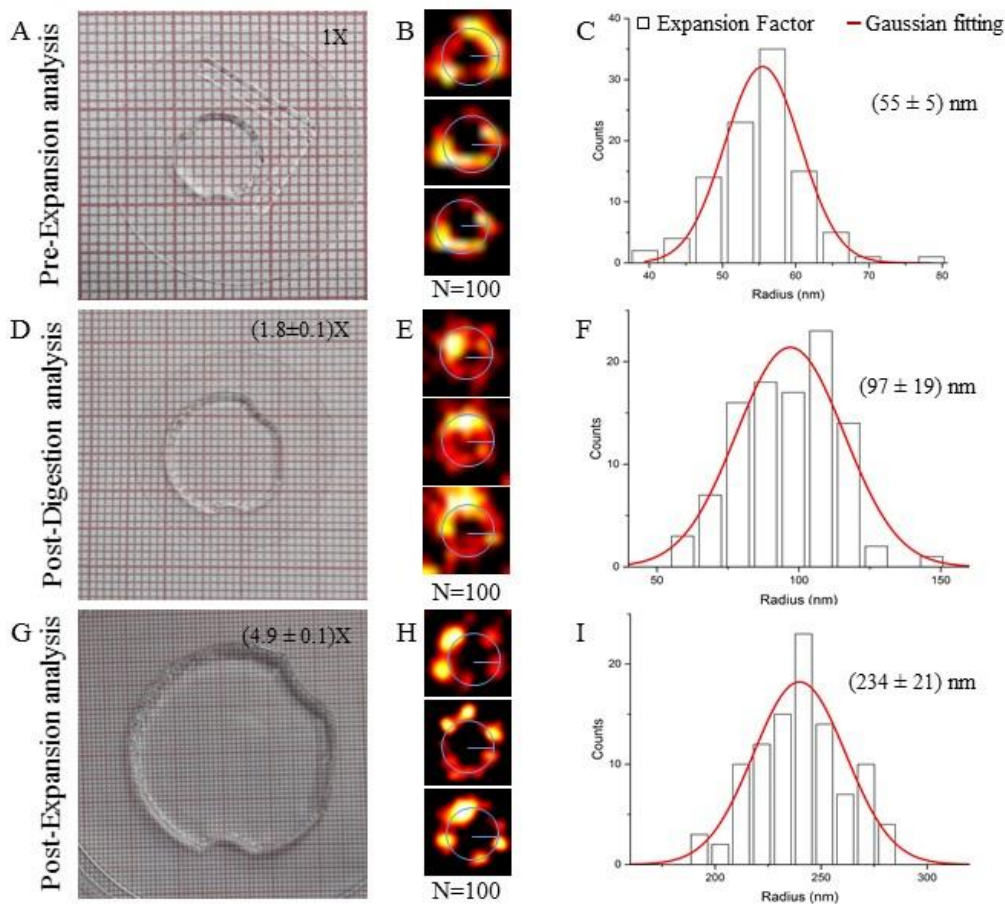 A
1X
B
C
Expansion Factor
Gaussian fitting
Pre-Expansion analysis
N=100
Counts
40
30
20
10
0
(55 ± 5) nm
40 50 60 70 80
Radius (nm)
D
(1.8±0.1)X
E
F
Post-Digestion analysis
N=100
Counts
20
10
0
(97 ± 19) nm
50 100 150
Radius (nm)
G
(4.9 ± 0.1)X
H
I
Post-Expansion analysis
N=100
Counts
20
10
0
(234 ± 21) nm
200 250 300
Radius (nm)